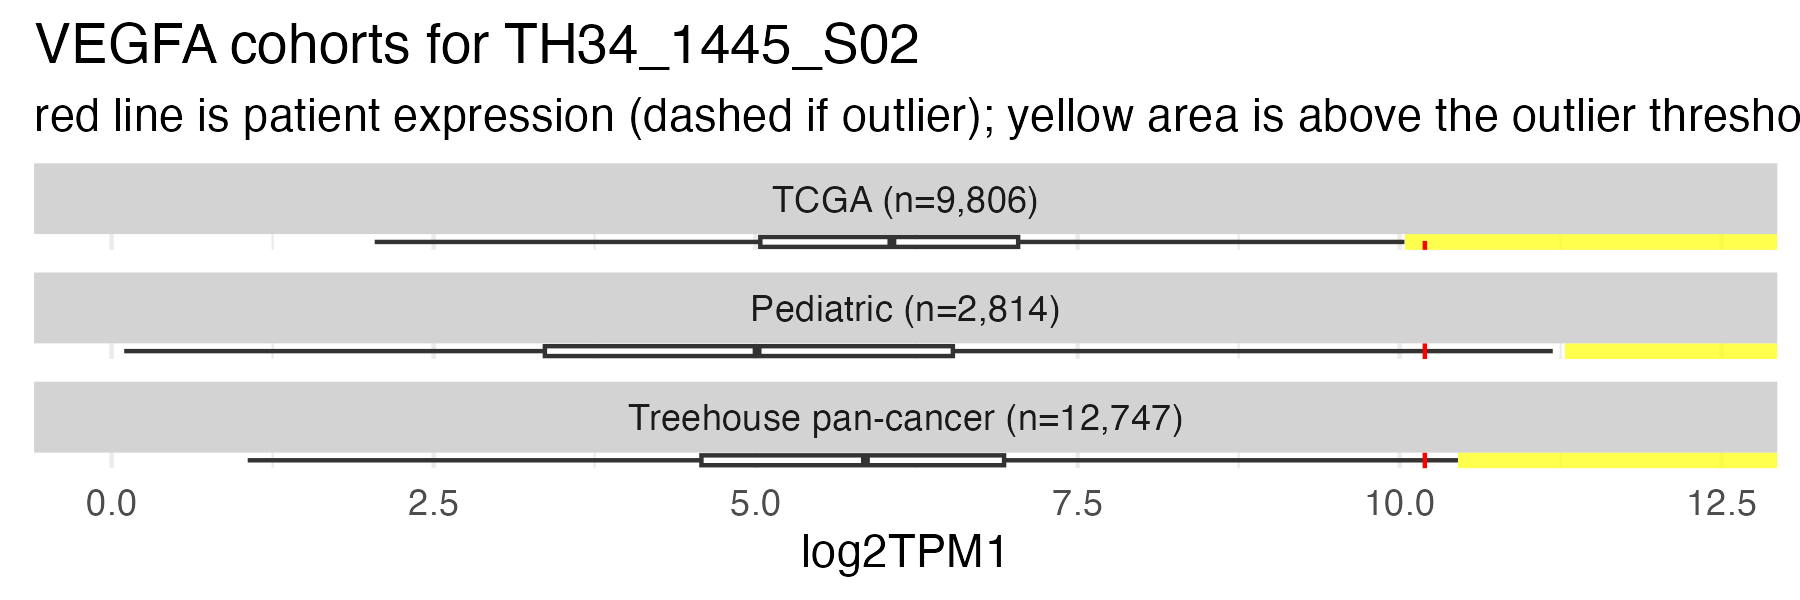 VEGFA cohorts for TH34_1445_S02
red line is patient expression (dashed if outlier); yellow area is above the outlier thresho
TCGA (n=9,806)
Pediatric (n=2,814)
Treehouse pan-cancer (n=12,747)
0.0 2.5 5.0 7.5 10.0 12.5
log2TPM1